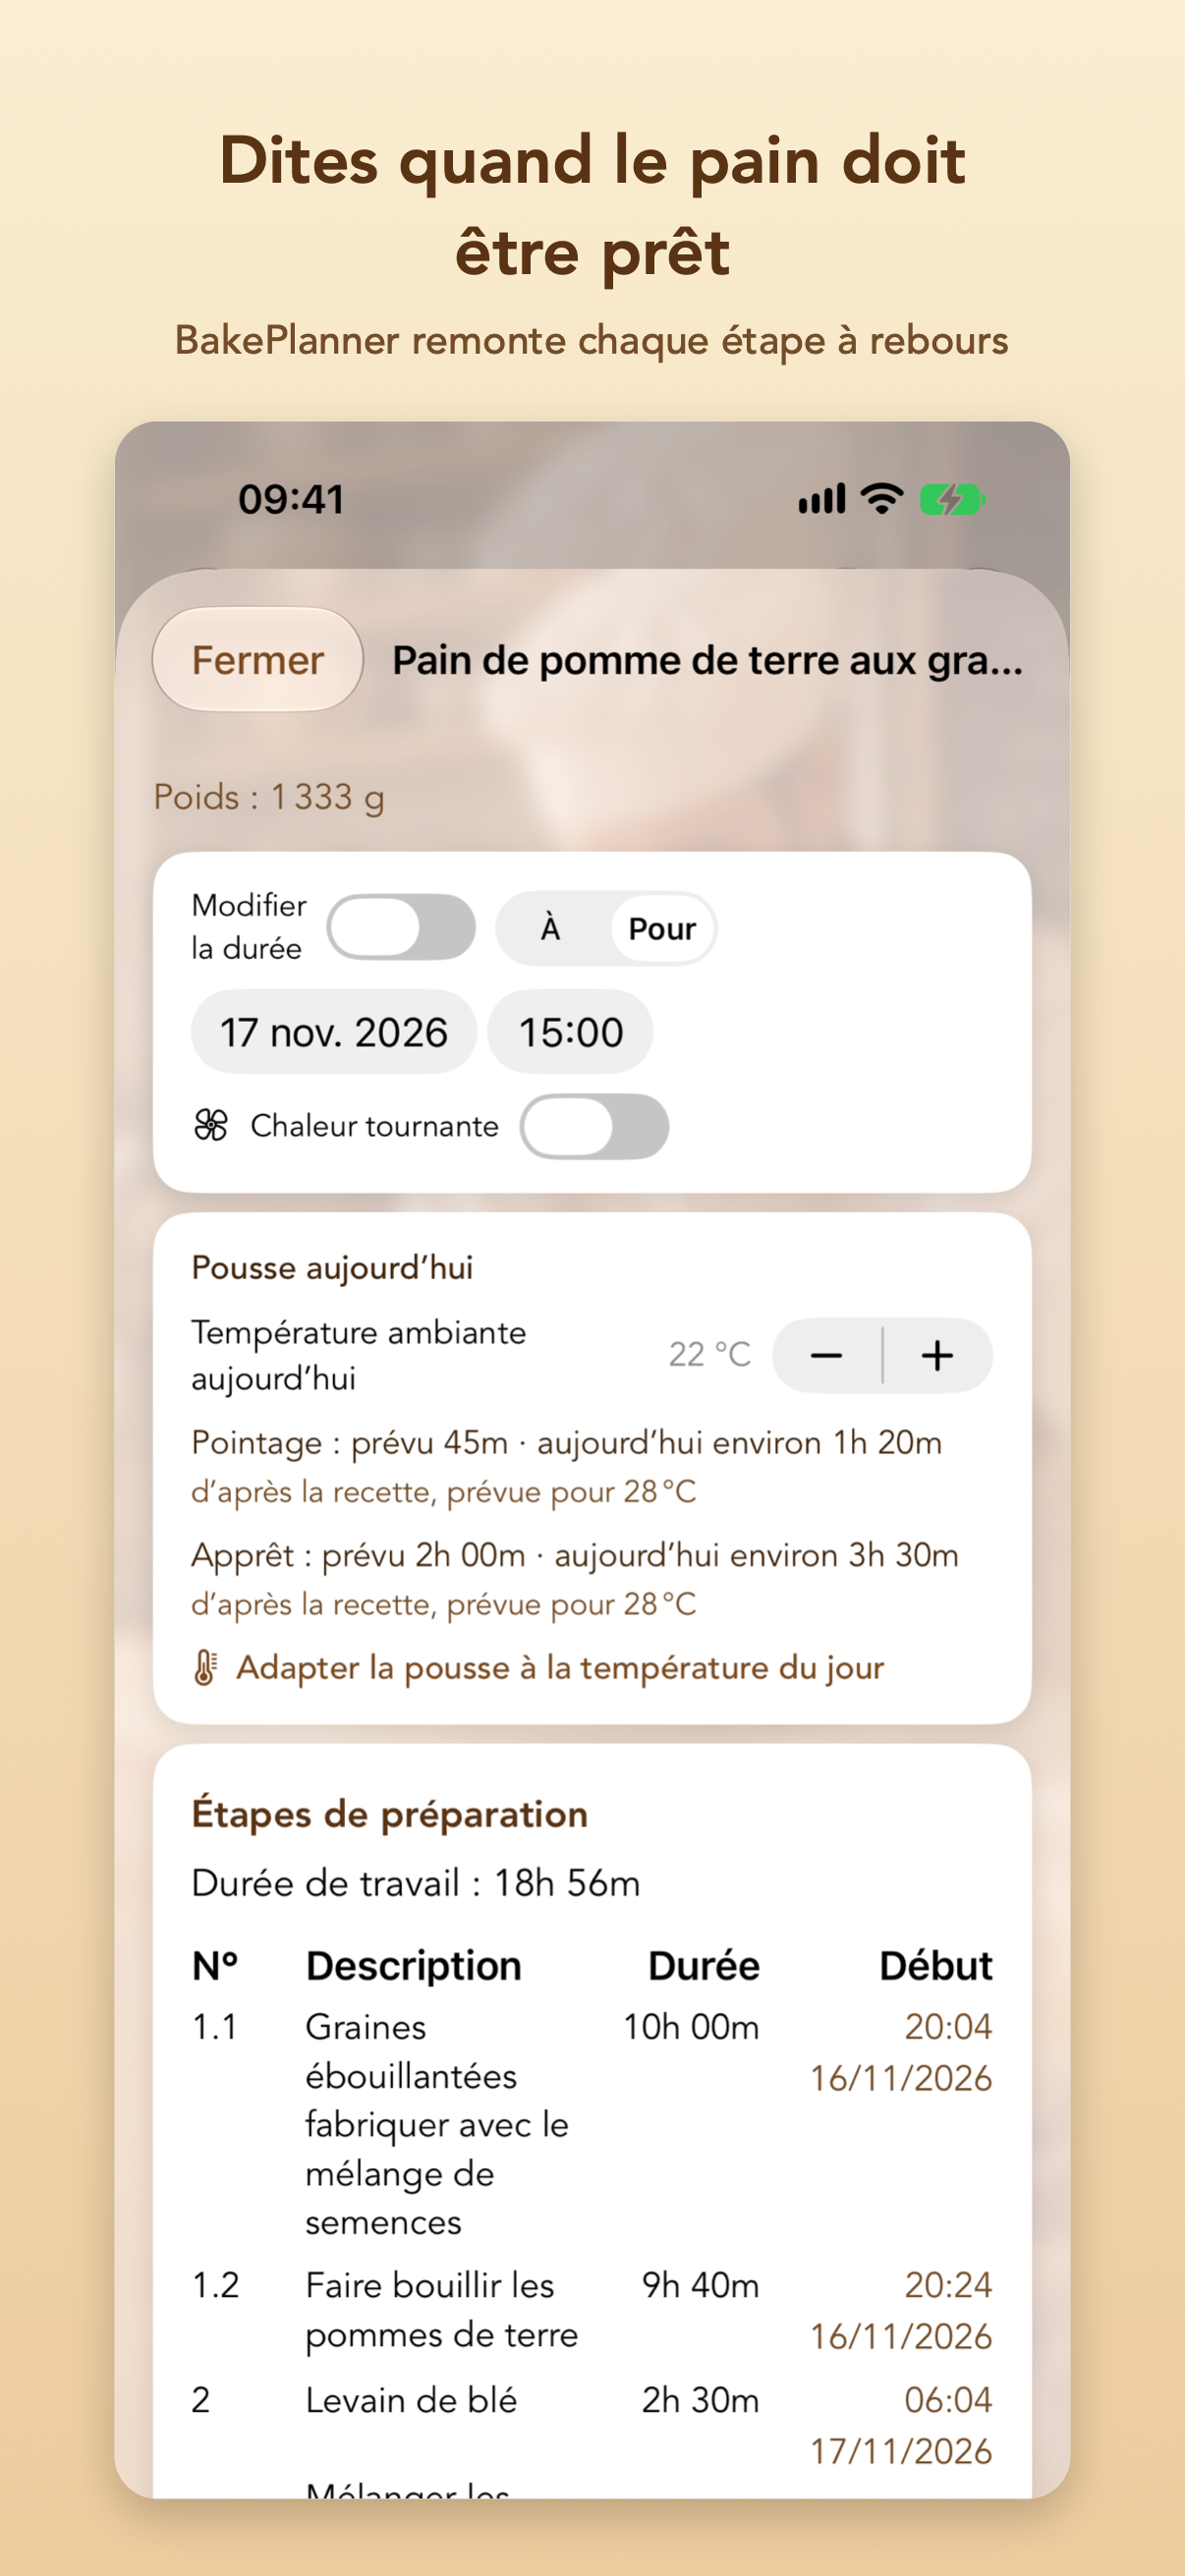 Dites quand le pain doit
être prêt
BakePlanner remonte chaque étape à rebours
09:41
Fermer
Pain de pomme de terre aux gra...
Poids : 1 333 g
Modifier
la durée
À
Pour
17 nov. 2026
15:00
Chaleur tournante
Pousse aujourd’hui
Température ambiante
aujourd’hui
22 °C
− +
Pointage : prévu 45m · aujourd’hui environ 1h 20m
d’après la recette, prévue pour 28 °C
Apprêt : prévu 2h 00m · aujourd’hui environ 3h 30m
d’après la recette, prévue pour 28 °C
Adapter la pousse à la température du jour
Étapes de préparation
Durée de travail : 18h 56m
N° Description Durée Début
1.1 Graines 10h 00m 20:04
ébouillantées 16/11/2026
fabriquer avec le
mélange de
semences
1.2 Faire bouillir les 9h 40m 20:24
pommes de terre 16/11/2026
2 Levain de blé 2h 30m 06:04
17/11/2026
Mélanger les